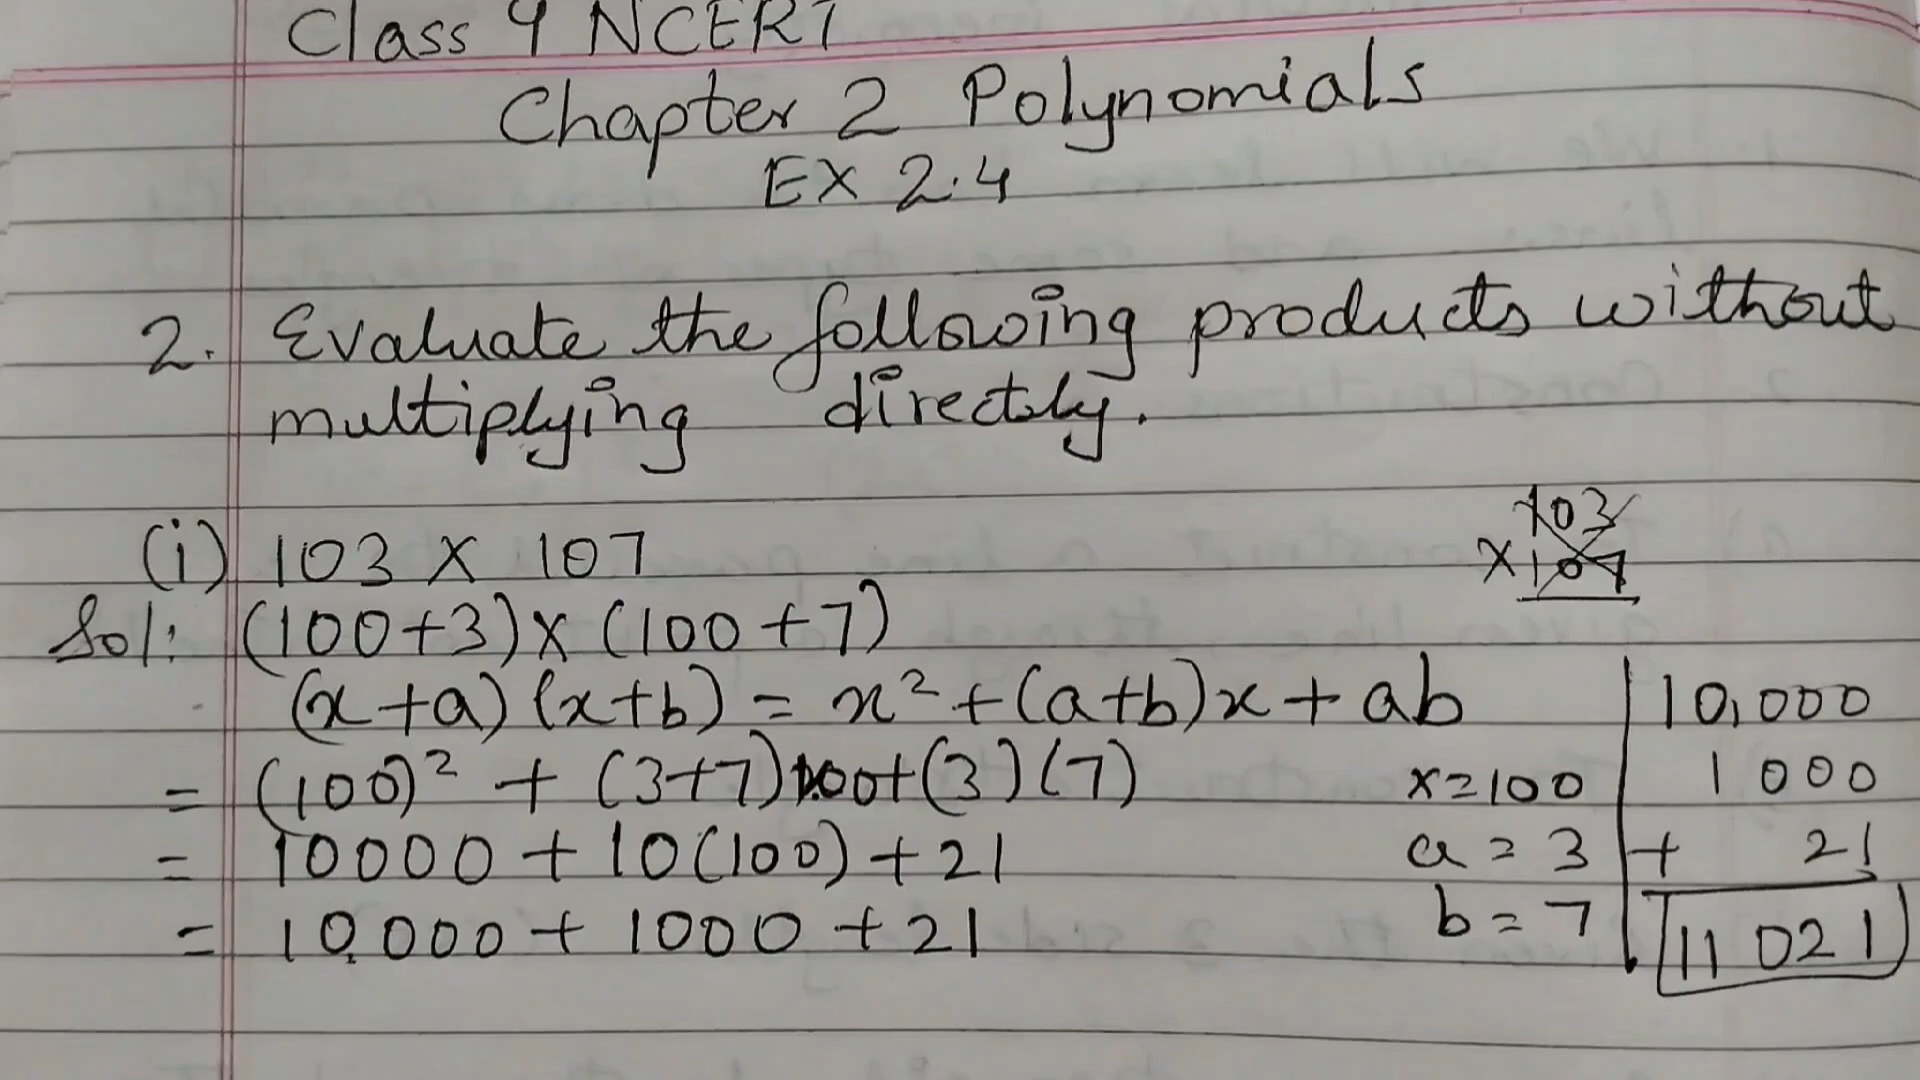 Class 9 NCERT
Chapter 2 Polynomials
EX 2.4
2. Evaluate the following products without
multiplying directly.
(i) 103 X 107
103
X 107
Sol: (100+3)X(100+7)
(x+a)(x+b) = x²+(a+b)x+ab
= (100)² + (3+7)100+(3)(7)
= 10000 + 10(100) + 21
= 10,000 + 1000 + 21
x=100
a = 3
b = 7
10,000
1000
+ 21
11021